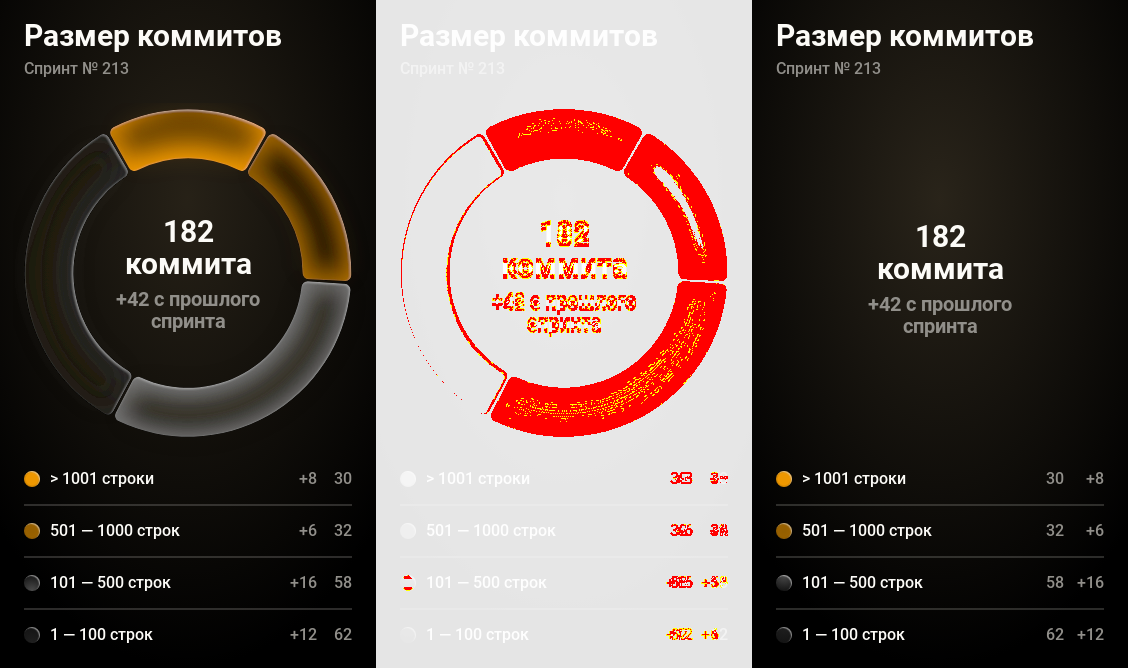 Размер коммитов
Спринт № 213
182
коммита
+42 с прошлого
спринта
> 1001 строки +8 30
501 — 1000 строк +6 32
101 — 500 строк +16 58
1 — 100 строк +12 62
Размер коммитов
Спринт № 213
> 1001 строки
501 — 1000 строк
101 — 500 строк
1 — 100 строк
Размер коммитов
Спринт № 213
182
коммита
+42 с прошлого
спринта
> 1001 строки 30 +8
501 — 1000 строк 32 +6
101 — 500 строк 58 +16
1 — 100 строк 62 +12